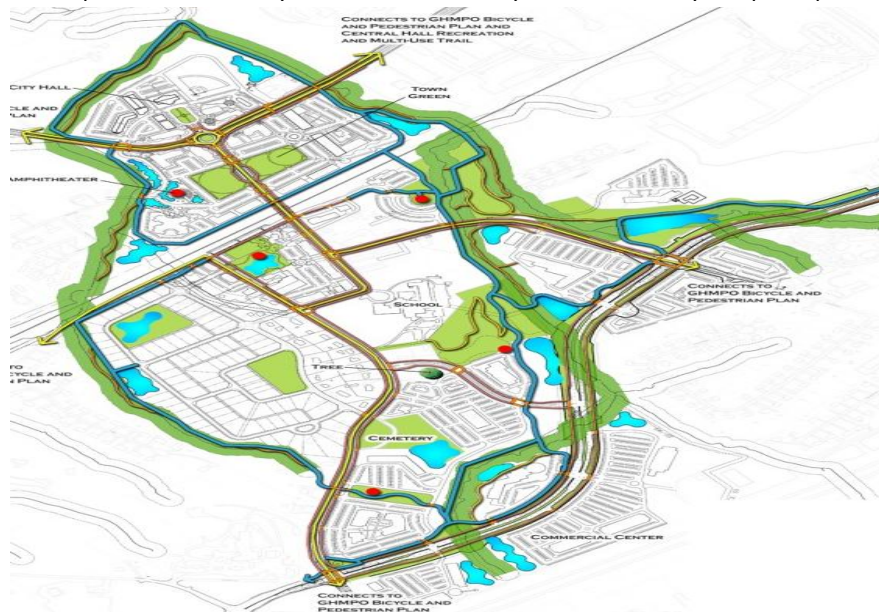 CONNECTS TO GHMPO BICYCLE
AND PEDESTRIAN PLAN AND
CENTRAL HALL RECREATION
AND MULTI-USE TRAIL
CITY HALL
TOWN
GREEN
CYCLE AND
PLAN
AMPHITHEATER
CONNECTS TO
GHMPO BICYCLE AND
PEDESTRIAN PLAN
SCHOOL
TO
CYCLE AND
N PLAN
TREE
CEMETERY
COMMERCIAL CENTER
CONNECTS TO
GHMPO BICYCLE AND
PEDESTRIAN PLAN